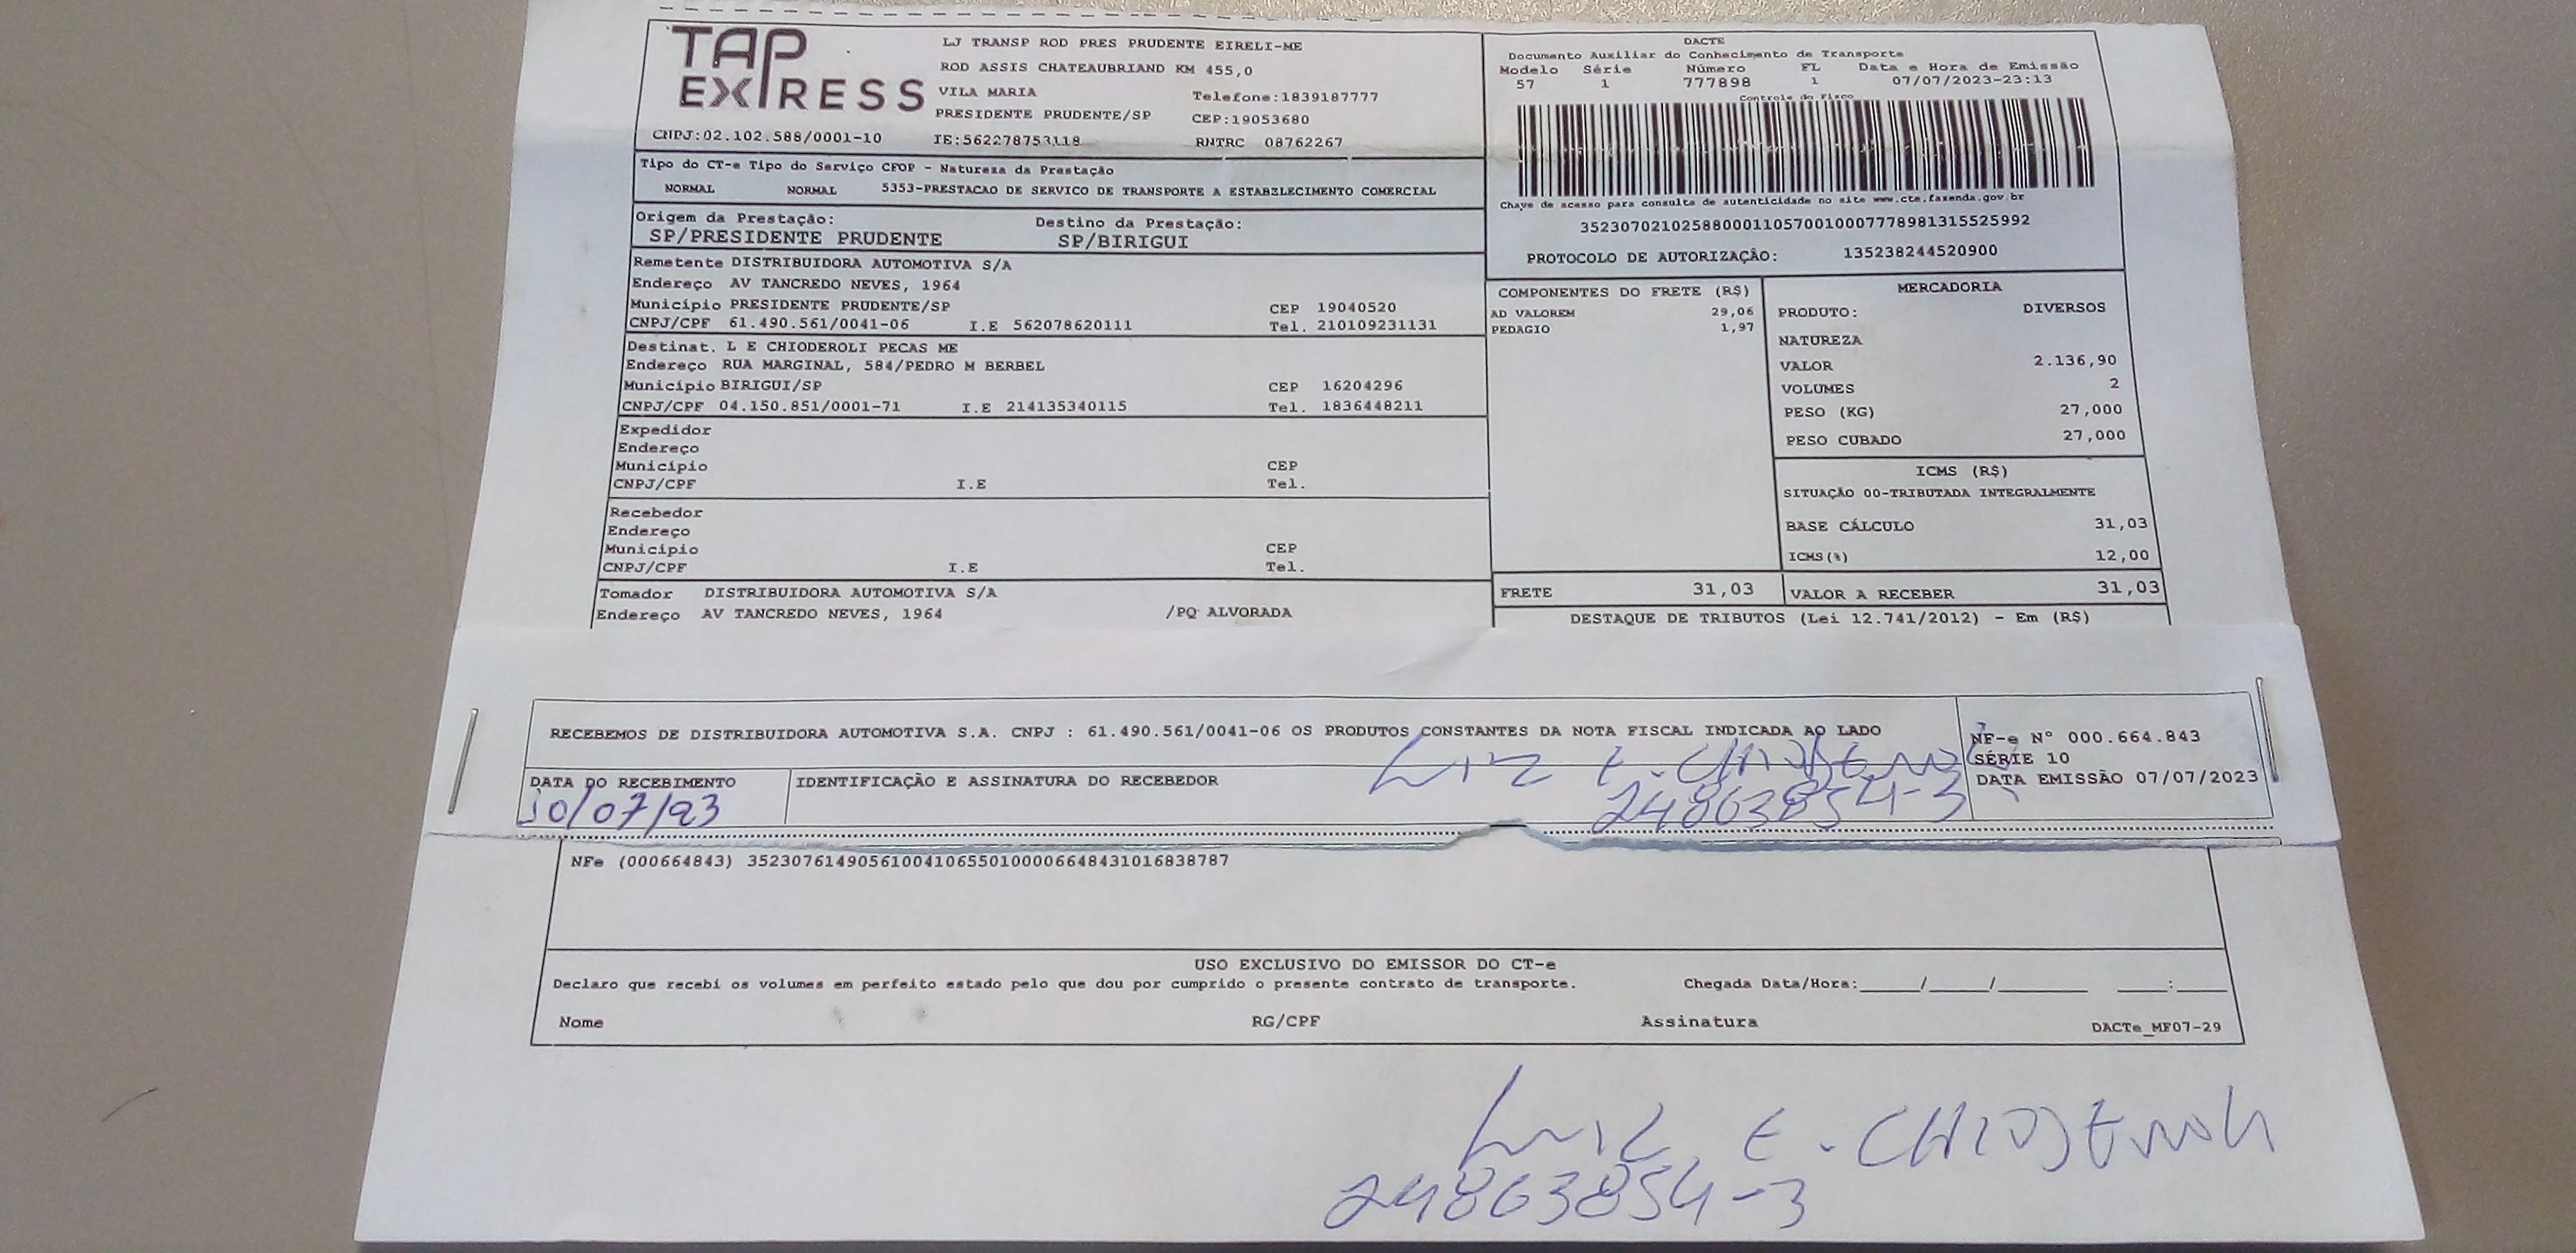 TAP
EXPRESS
LJ TRANSP ROD PRES PRUDENTE EIRELI-ME
ROD ASSIS CHATEAUBRIAND KM 455,0
VILA MARIA Telefone:1839187777
PRESIDENTE PRUDENTE/SP CEP:19053680
CNPJ:02.102.588/0001-10 IE:562278753118 RNTRC 08762267
DACTE
Documento Auxiliar do Conhecimento de Transporte
Modelo Série Número FL Data e Hora de Emissão
57 1 777898 1 07/07/2023-23:13
Controle do Fisco
Chave de acesso para consulta de autenticidade no site www.cte.fazenda.gov.br
35230702102588000110570010007778981315525992
PROTOCOLO DE AUTORIZAÇÃO: 135238244520900
Tipo do CT-e Tipo do Serviço CFOP - Natureza da Prestação
NORMAL NORMAL 5353-PRESTACAO DE SERVICO DE TRANSPORTE A ESTABELECIMENTO COMERCIAL
Origem da Prestação: Destino da Prestação:
SP/PRESIDENTE PRUDENTE SP/BIRIGUI
Remetente DISTRIBUIDORA AUTOMOTIVA S/A
Endereço AV TANCREDO NEVES, 1964
Município PRESIDENTE PRUDENTE/SP CEP 19040520
CNPJ/CPF 61.490.561/0041-06 I.E 562078620111 Tel. 210109231131
Destinat. L E CHIODEROLI PECAS ME
Endereço RUA MARGINAL, 584/PEDRO M BERBEL
Município BIRIGUI/SP CEP 16204296
CNPJ/CPF 04.150.851/0001-71 I.E 214135340115 Tel. 1836448211
Expedidor
Endereço
Município CEP
CNPJ/CPF I.E Tel.
Recebedor
Endereço
Município CEP
CNPJ/CPF I.E Tel.
Tomador DISTRIBUIDORA AUTOMOTIVA S/A
Endereço AV TANCREDO NEVES, 1964 /PQ ALVORADA
COMPONENTES DO FRETE (R$)
AD VALOREM 29,06
PEDAGIO 1,97
FRETE 31,03
MERCADORIA
PRODUTO: DIVERSOS
NATUREZA
VALOR 2.136,90
VOLUMES 2
PESO (KG) 27,000
PESO CUBADO 27,000
ICMS (R$)
SITUAÇÃO 00-TRIBUTADA INTEGRALMENTE
BASE CÁLCULO 31,03
ICMS(%) 12,00
VALOR A RECEBER 31,03
DESTAQUE DE TRIBUTOS (Lei 12.741/2012) - Em (R$)
RECEBEMOS DE DISTRIBUIDORA AUTOMOTIVA S.A. CNPJ : 61.490.561/0041-06 OS PRODUTOS CONSTANTES DA NOTA FISCAL INDICADA AO LADO
NF-e Nº 000.664.843
SÉRIE 10
DATA EMISSÃO 07/07/2023
DATA DO RECEBIMENTO IDENTIFICAÇÃO E ASSINATURA DO RECEBEDOR
10/07/23
Luiz E. Chioderoli
24863854-3
NFe (000664843) 35230761490561004106550100006648431016838787
USO EXCLUSIVO DO EMISSOR DO CT-e
Declaro que recebi os volumes em perfeito estado pelo que dou por cumprido o presente contrato de transporte. Chegada Data/Hora:_____/_____/_______ ____:____
Nome RG/CPF Assinatura DACTe_MF07-29
Luiz E. Chioderoli
24863854-3